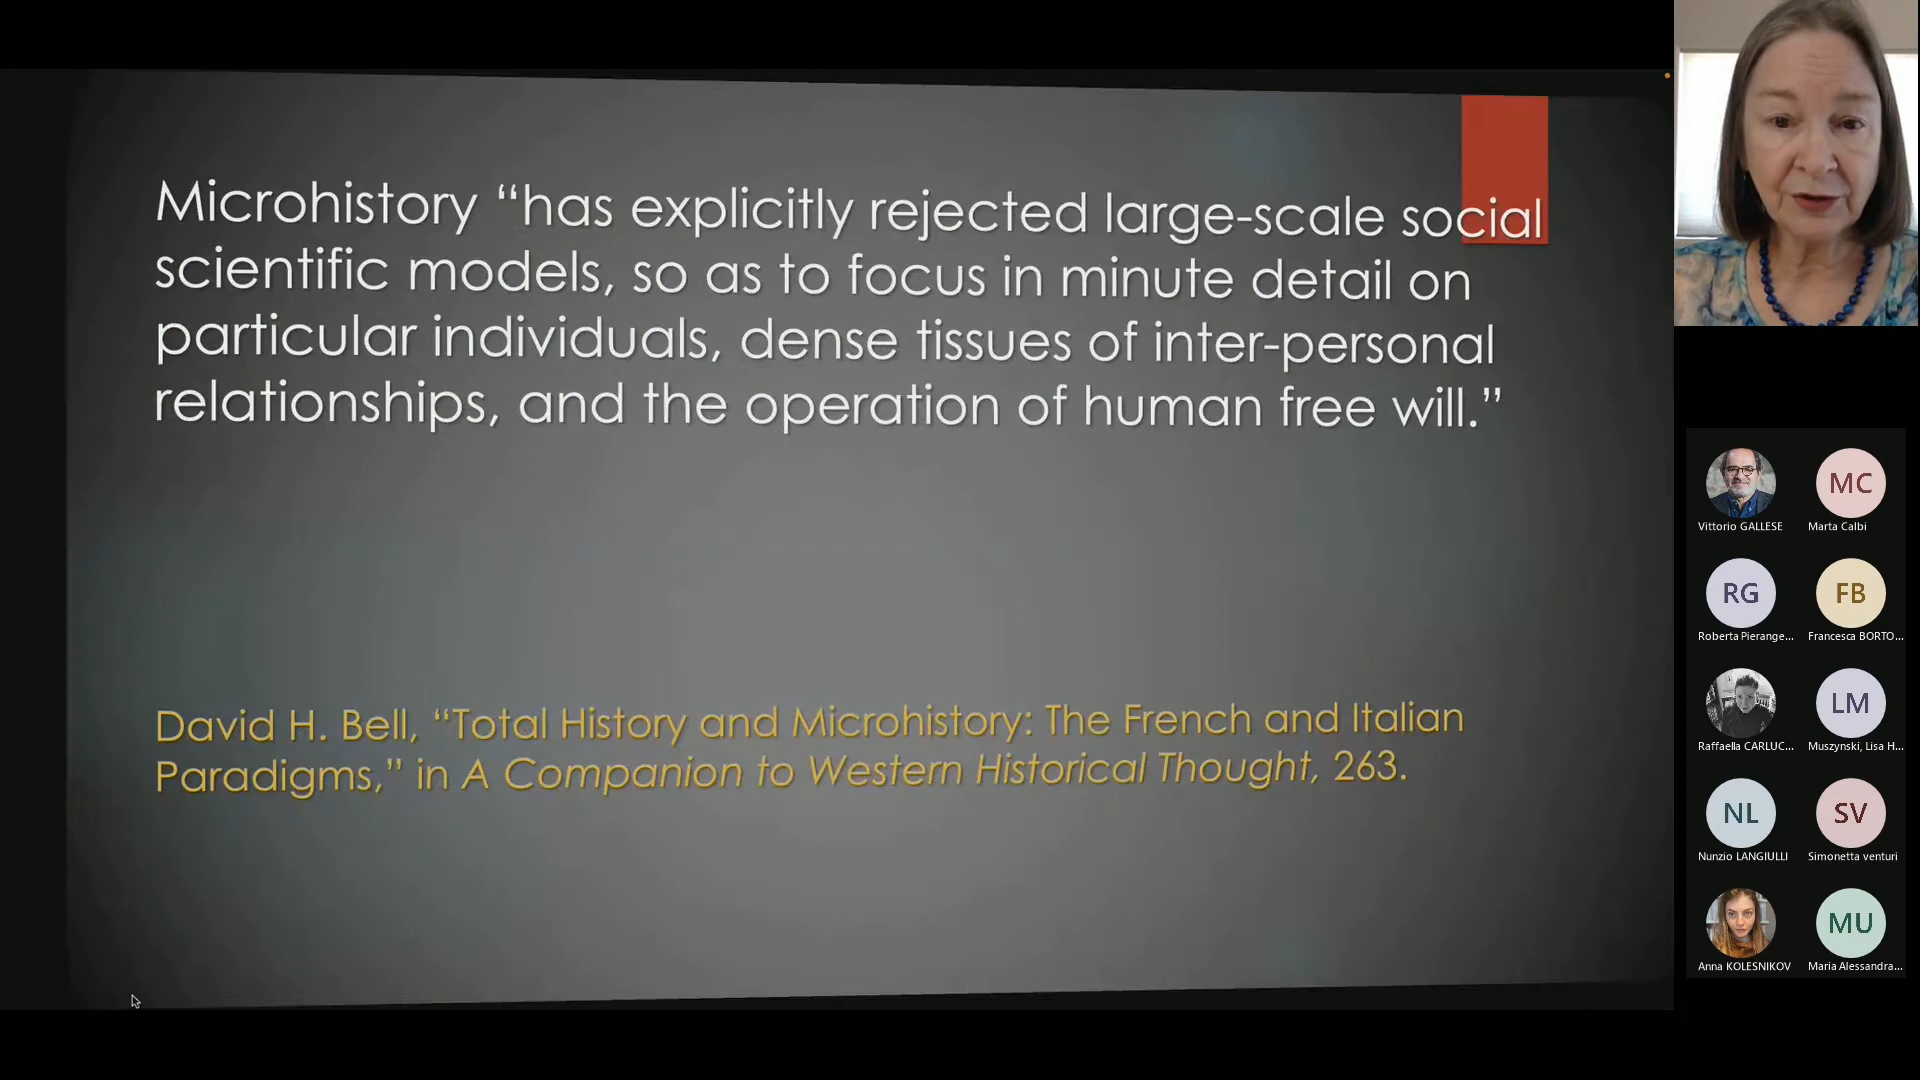 Microhistory “has explicitly rejected large-scale social
scientific models, so as to focus in minute detail on
particular individuals, dense tissues of inter-personal
relationships, and the operation of human free will.”
David H. Bell, “Total History and Microhistory: The French and Italian
Paradigms,” in A Companion to Western Historical Thought, 263.
MC
Vittorio GALLESE
Marta Calbi
RG
FB
Roberta Pierange...
Francesca BORTO...
LM
Raffaella CARLUC...
Muszynski, Lisa H...
NL
SV
Nunzio LANGIULLI
Simonetta venturi
MU
Anna KOLESNIKOV
Maria Alessandra...